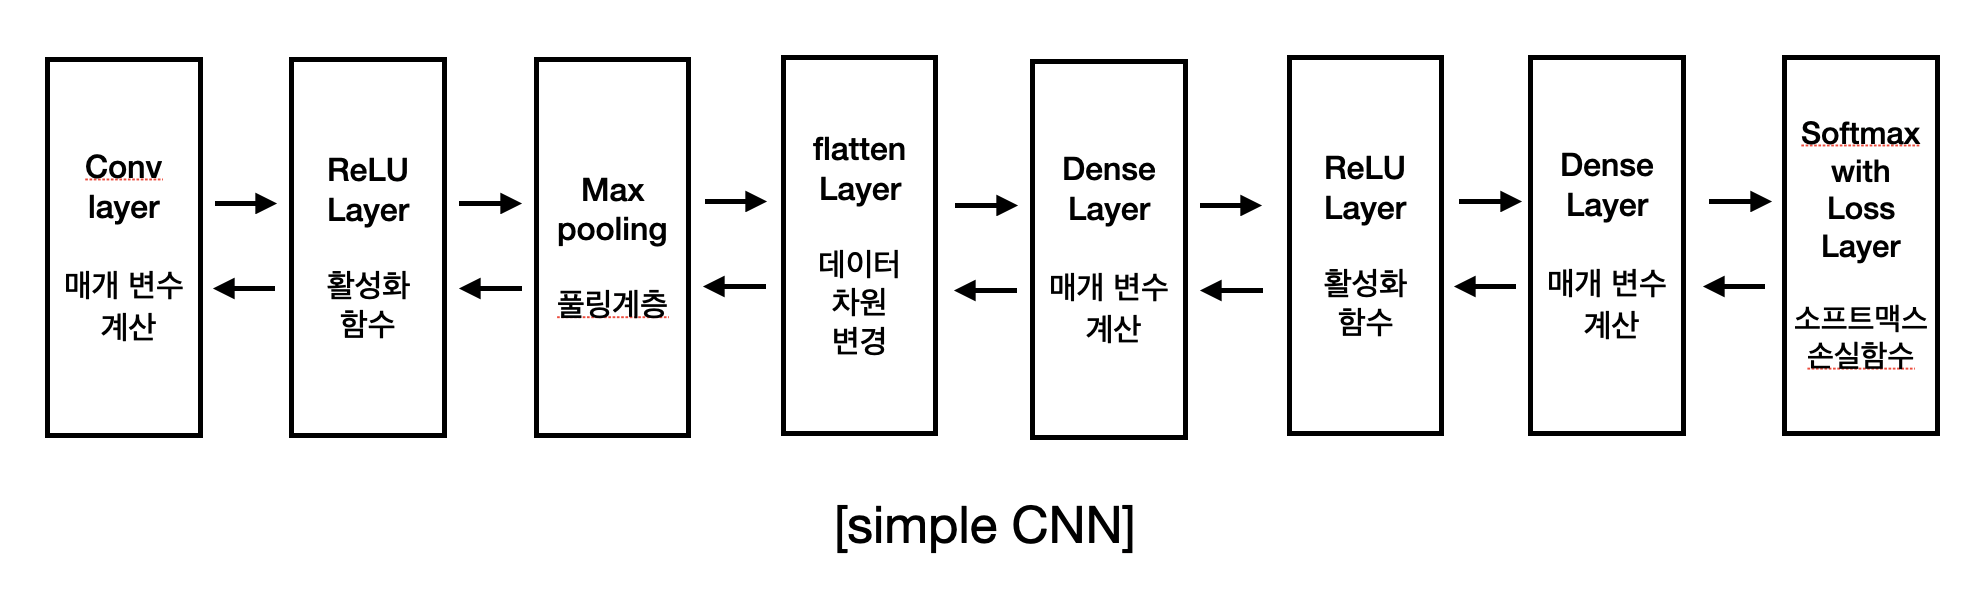 Conv
layer
매개 변수
계산
ReLU
Layer
활성화
함수
Max
pooling
풀링계층
flatten
Layer
데이터
차원
변경
Dense
Layer
매개 변수
계산
ReLU
Layer
활성화
함수
Dense
Layer
매개 변수
계산
Softmax
with
Loss
Layer
소프트맥스
손실함수
[simple CNN]